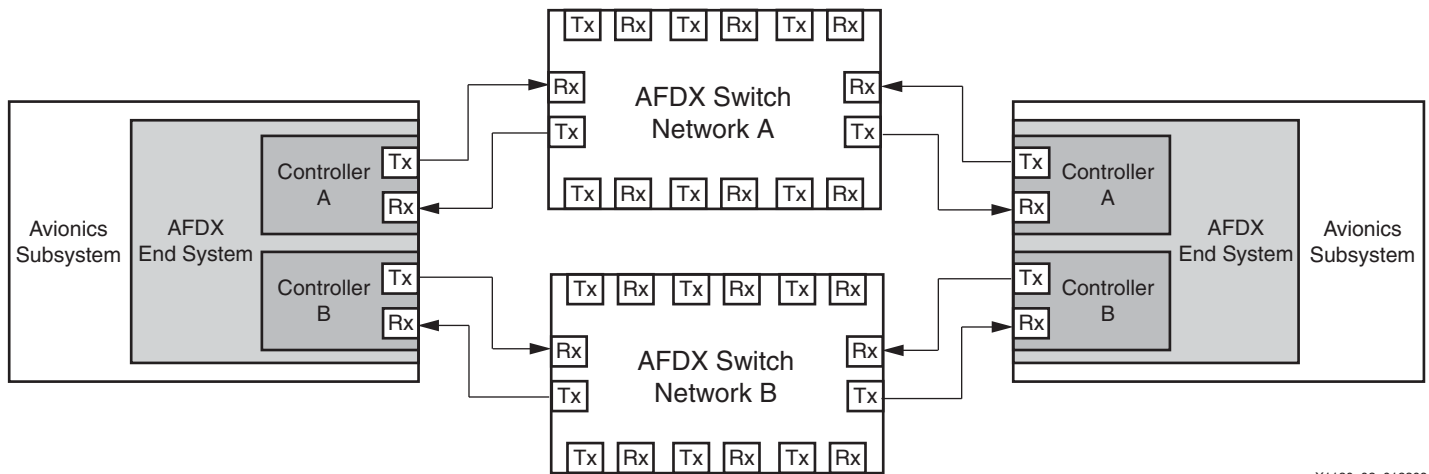 Tx Rx Tx Rx Tx Rx
Rx Rx
AFDX Switch
Network A
Tx Tx
Tx Rx Tx Rx Tx Rx
Avionics
Subsystem
AFDX
End System
Controller
A
Tx
Rx
Controller
B
Tx
Rx
Tx
Controller
A
Rx
Tx
Controller
B
Rx
AFDX
End System
Avionics
Subsystem
Tx Rx Tx Rx Tx Rx
Rx Rx
AFDX Switch
Network B
Tx Tx
Tx Rx Tx Rx Tx Rx